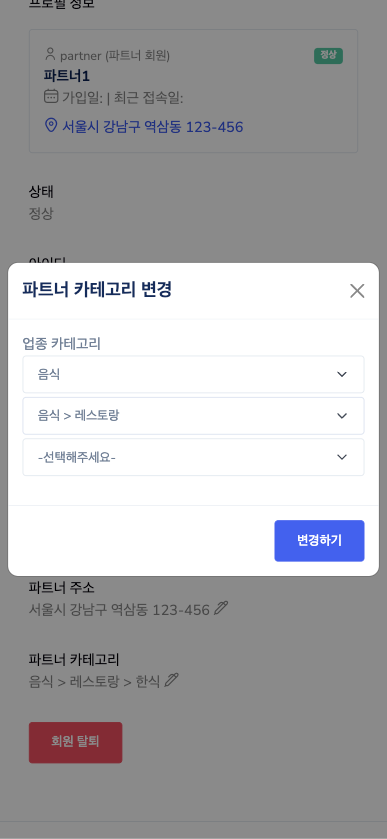 프로필 정보
partner (파트너 회원)
정상
파트너1
가입일: | 최근 접속일:
서울시 강남구 역삼동 123-456
상태
정상
아이디
파트너 카테고리 변경
업종 카테고리
음식
음식 > 레스토랑
-선택해주세요-
변경하기
파트너 주소
서울시 강남구 역삼동 123-456
파트너 카테고리
음식 > 레스토랑 > 한식
회원 탈퇴